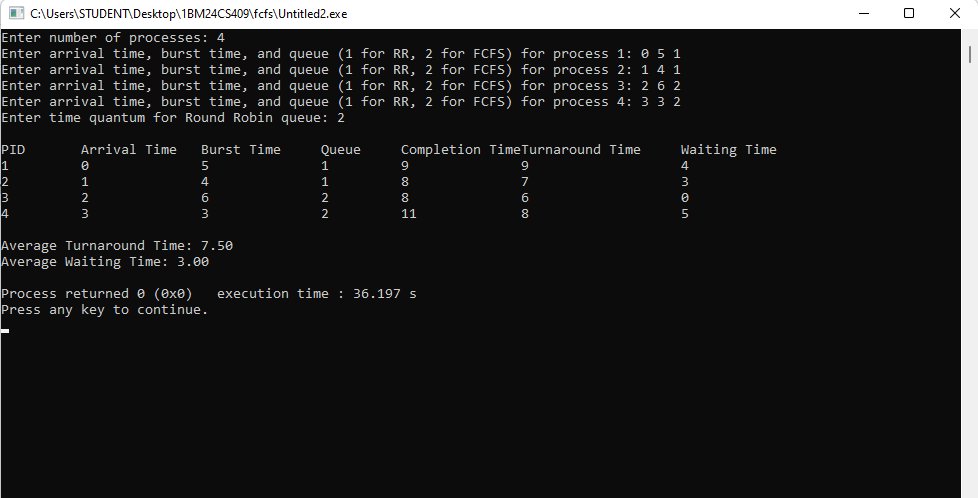 C:\Users\STUDENT\Desktop\1BM24CS409\fcfs\Untitled2.exe
Enter number of processes: 4
Enter arrival time, burst time, and queue (1 for RR, 2 for FCFS) for process 1: 0 5 1
Enter arrival time, burst time, and queue (1 for RR, 2 for FCFS) for process 2: 1 4 1
Enter arrival time, burst time, and queue (1 for RR, 2 for FCFS) for process 3: 2 6 2
Enter arrival time, burst time, and queue (1 for RR, 2 for FCFS) for process 4: 3 3 2
Enter time quantum for Round Robin queue: 2
PID Arrival Time Burst Time Queue Completion TimeTurnaround Time Waiting Time
1 0 5 1 9 9 4
2 1 4 1 8 7 3
3 2 6 2 8 6 0
4 3 3 2 11 8 5
Average Turnaround Time: 7.50
Average Waiting Time: 3.00
Process returned 0 (0x0) execution time : 36.197 s
Press any key to continue.